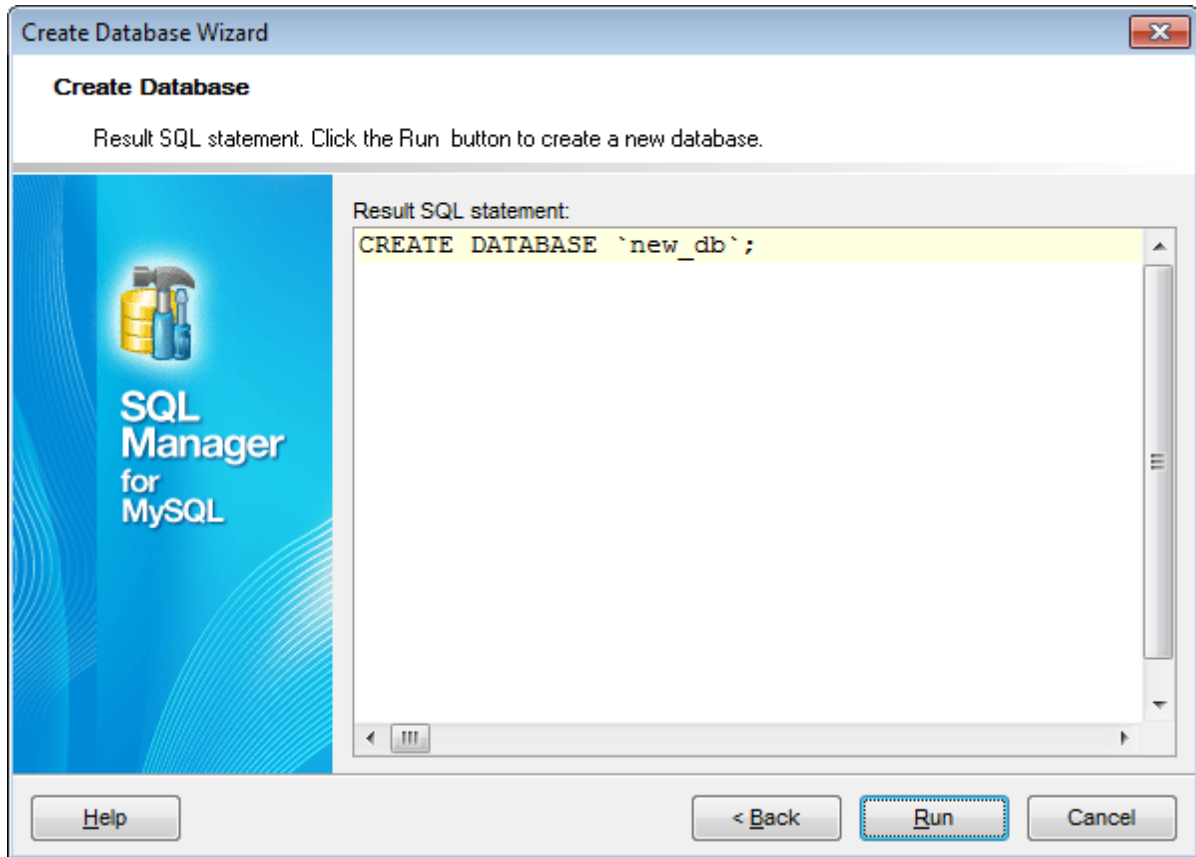 Create Database Wizard
Create Database
Result SQL statement. Click the Run button to create a new database.
SQL
Manager
for
MySQL
Result SQL statement:
CREATE DATABASE `new_db`;
Help
< Back
Run
Cancel